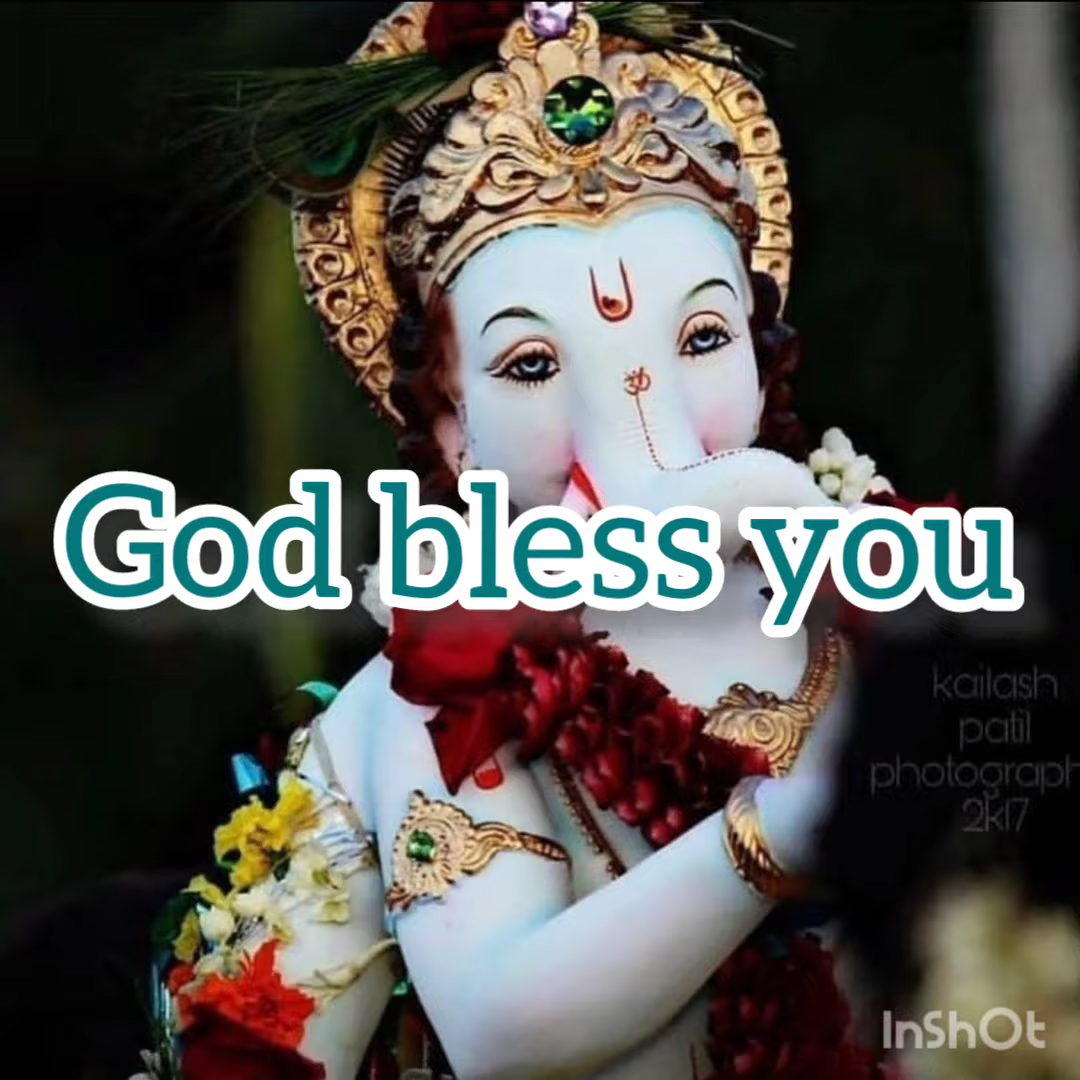 ॐ
God bless you
kailash
patil
photograph
2k17
InShOt